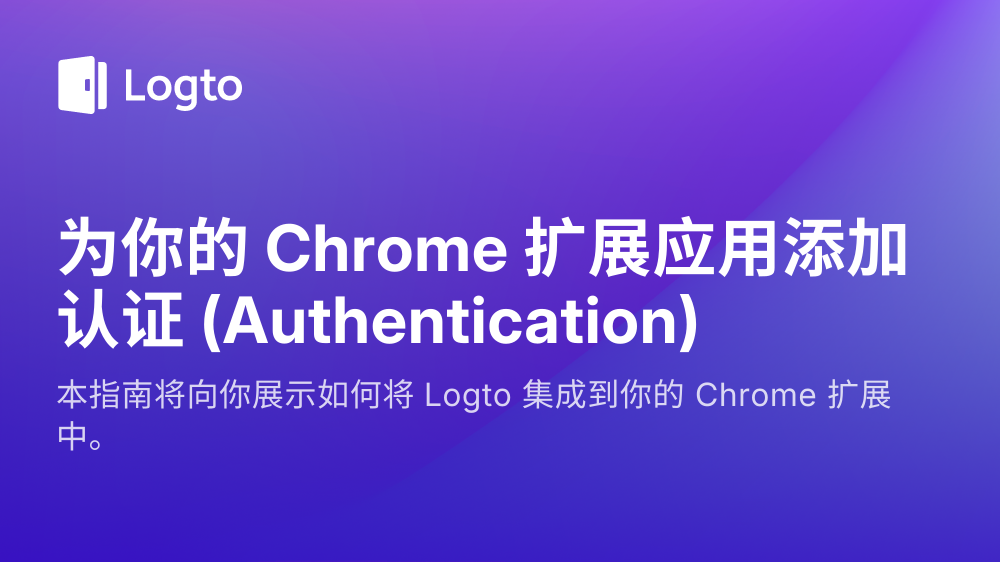 Logto
为你的 Chrome 扩展应用添加
认证 (Authentication)
本指南将向你展示如何将 Logto 集成到你的 Chrome 扩展
中。